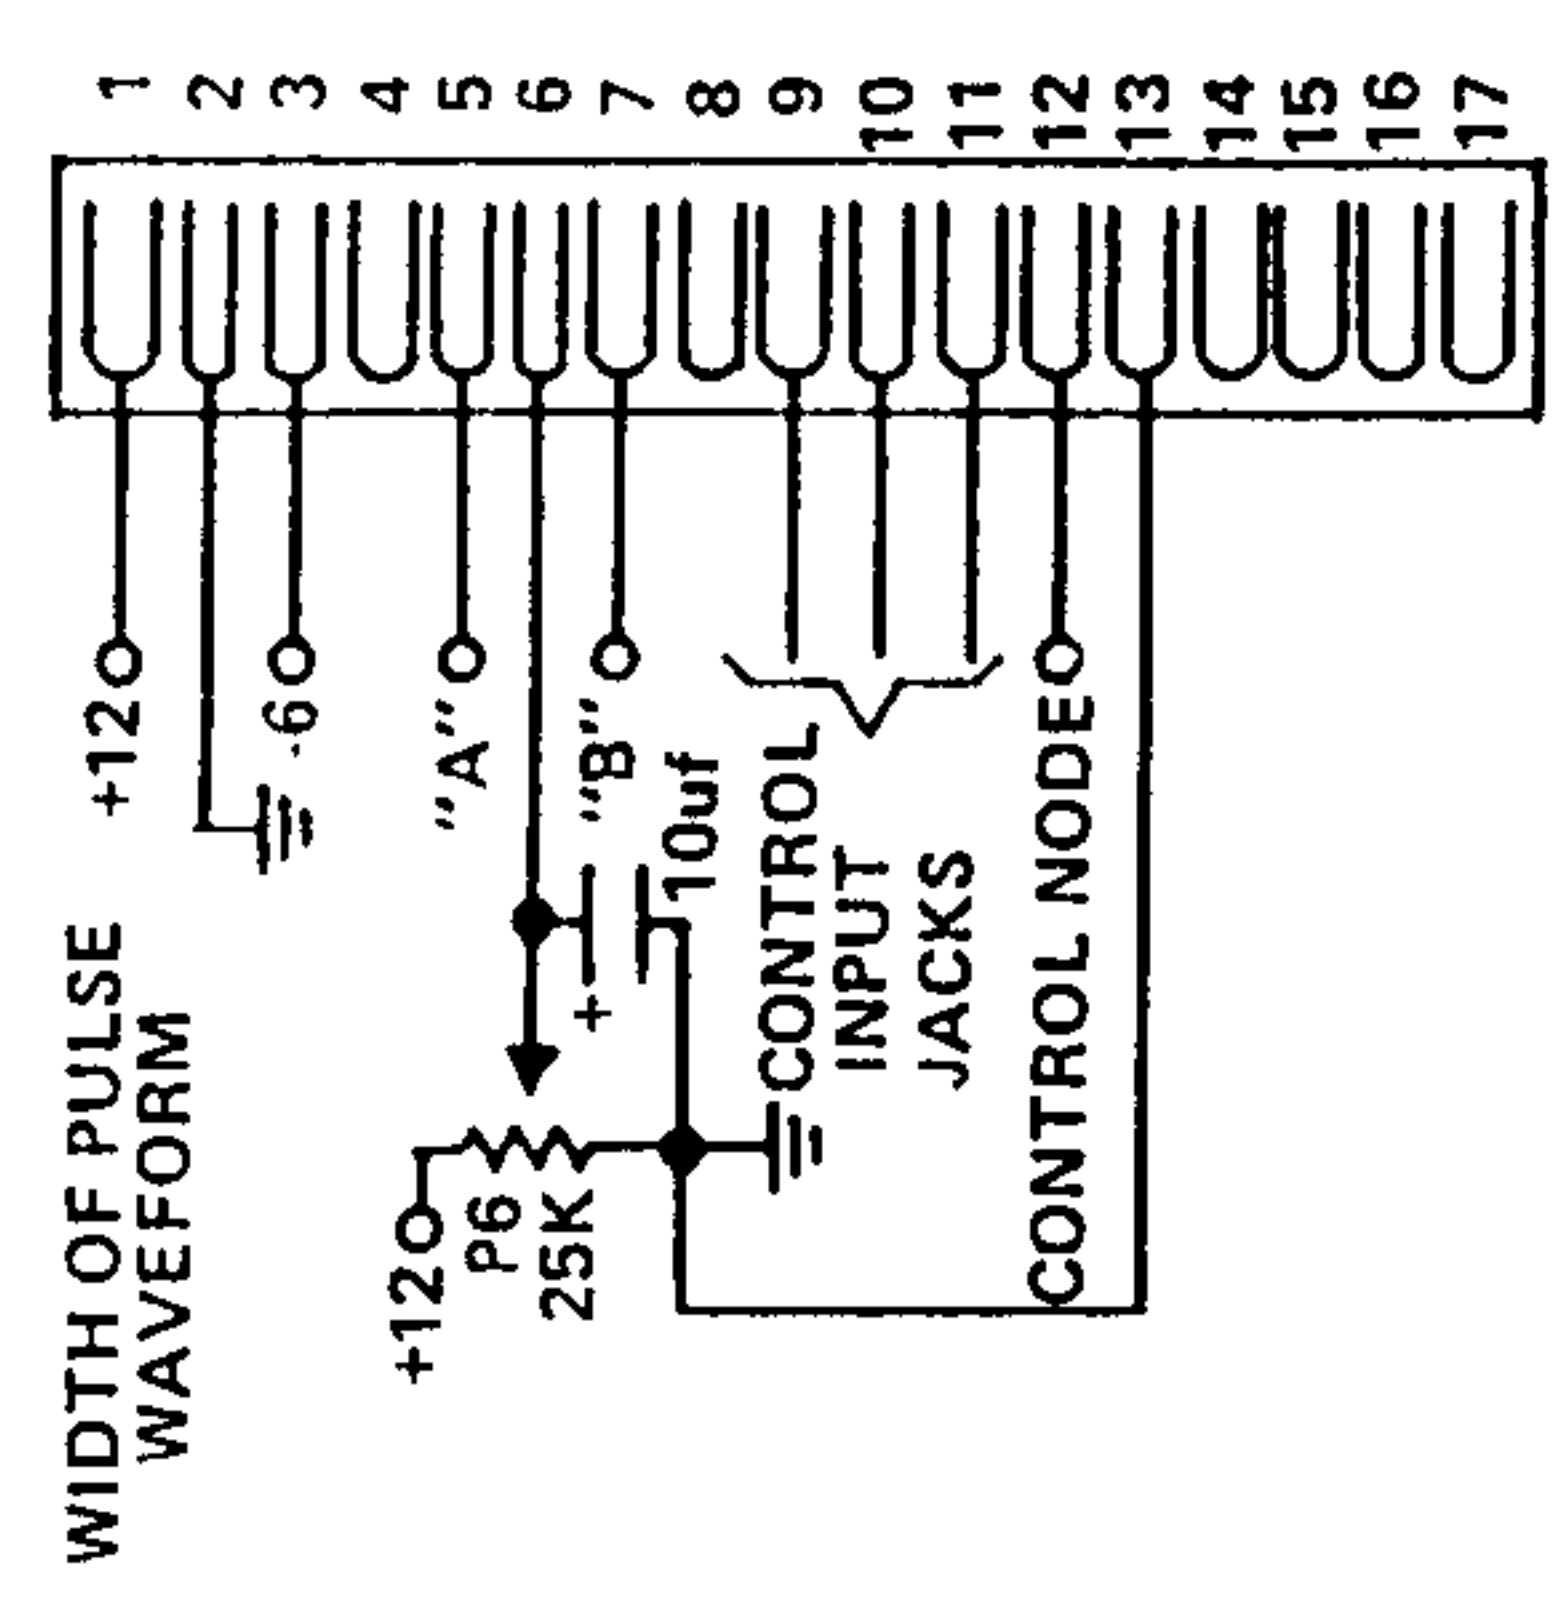 WIDTH OF PULSE
WAVEFORM
1
2
3
4
5
6
7
8
9
10
11
12
13
14
15
16
17
+12
-6
"A"
"B"
10uf
+
+12
P6
25K
CONTROL
INPUT
JACKS
CONTROL NODE